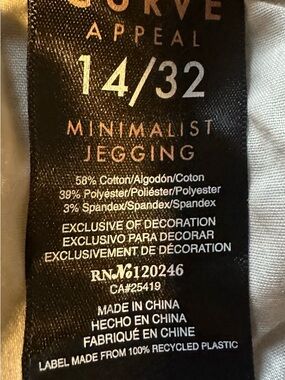 CURVE
APPEAL
14/32
MINIMALIST
JEGGING
58% Cotton/Algodón/Coton
39% Polyester/Poliéster/Polyester
3% Spandex/Spandex/Spandex
EXCLUSIVE OF DECORATION
EXCLUSIVO PARA DECORAR
EXCLUSIVEMENT DE DÉCORATION
RN№120246
CA#25419
MADE IN CHINA
HECHO EN CHINA
FABRIQUÉ EN CHINE
LABEL MADE FROM 100% RECYCLED PLASTIC